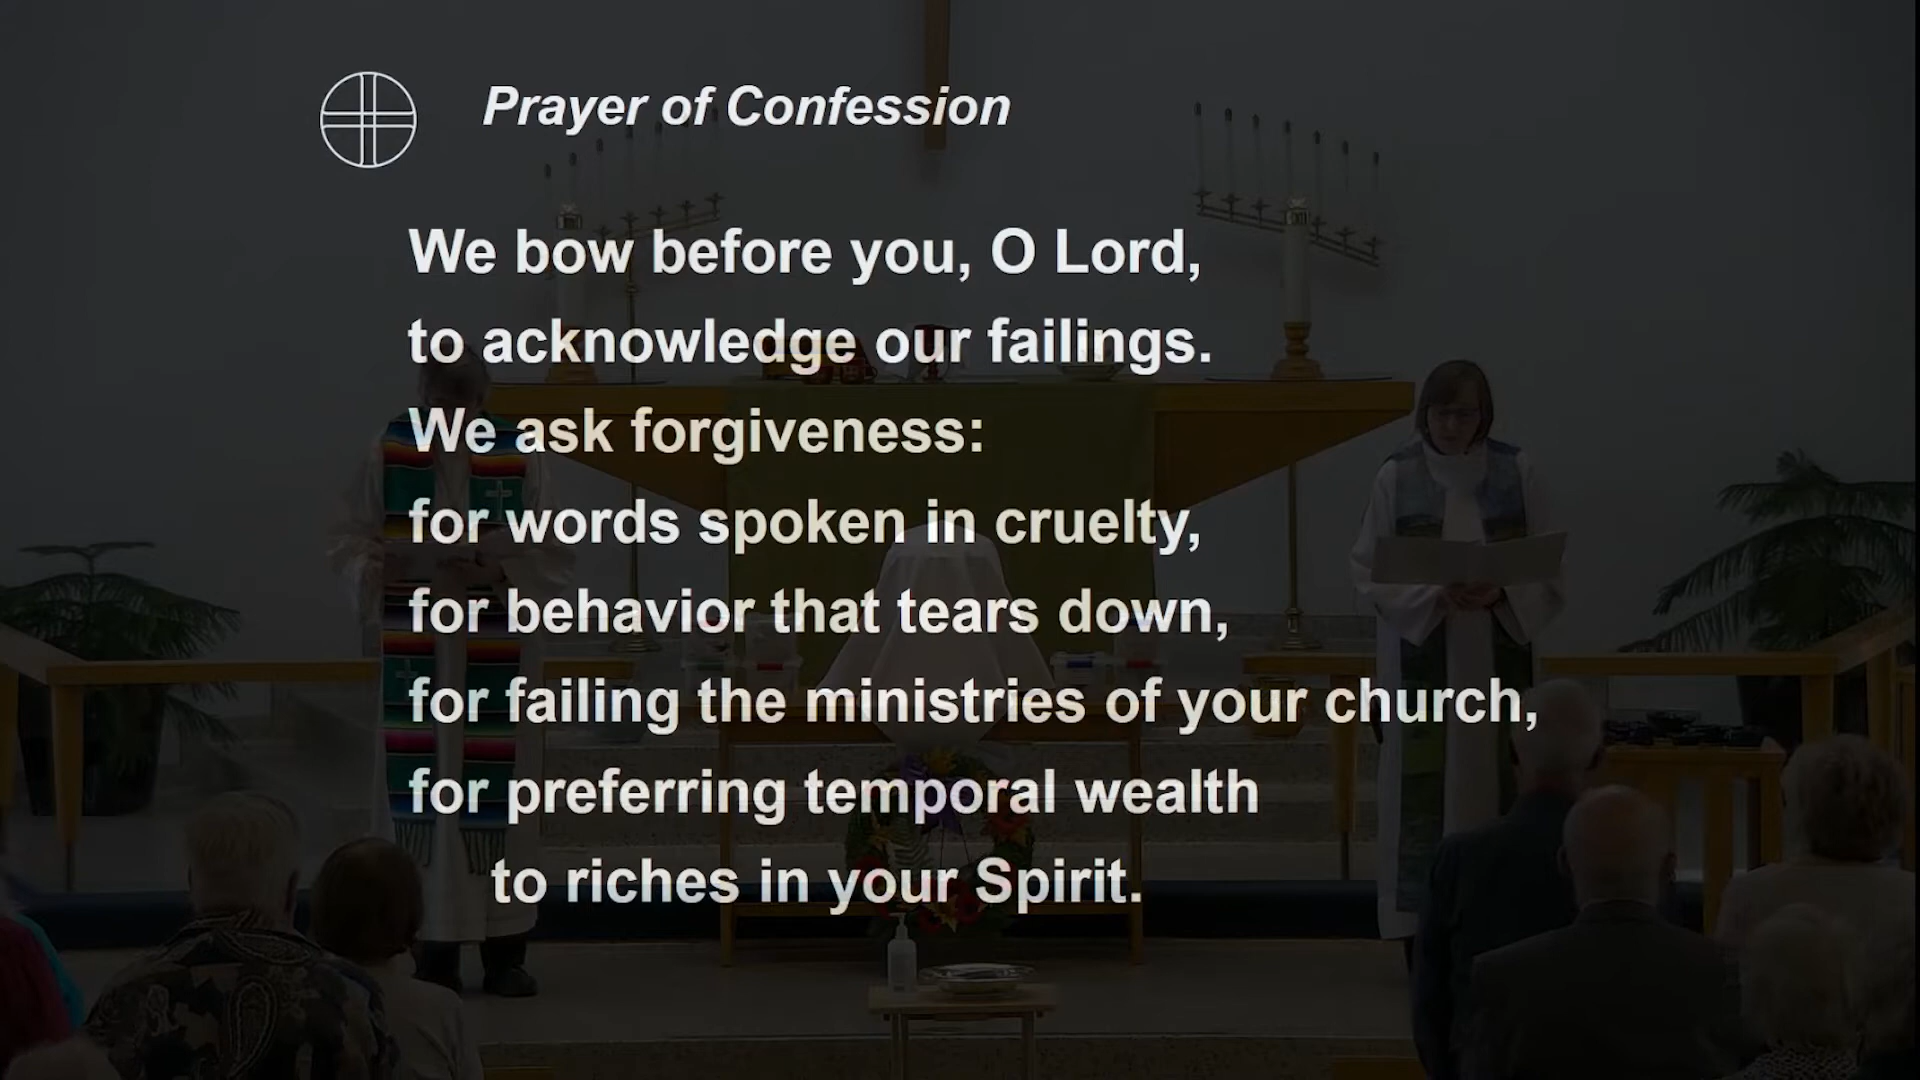 Prayer of Confession
We bow before you, O Lord,
to acknowledge our failings.
We ask forgiveness:
for words spoken in cruelty,
for behavior that tears down,
for failing the ministries of your church,
for preferring temporal wealth
to riches in your Spirit.